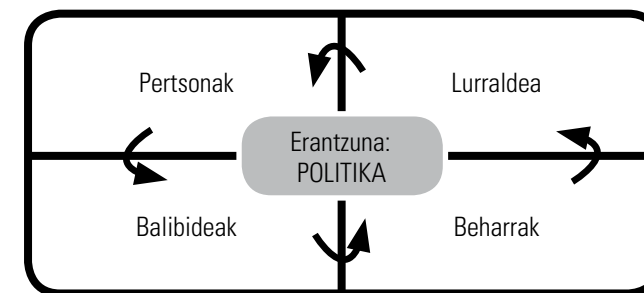 Pertsonak
Lurraldea
Erantzuna:
POLITIKA
Balibideak
Beharrak